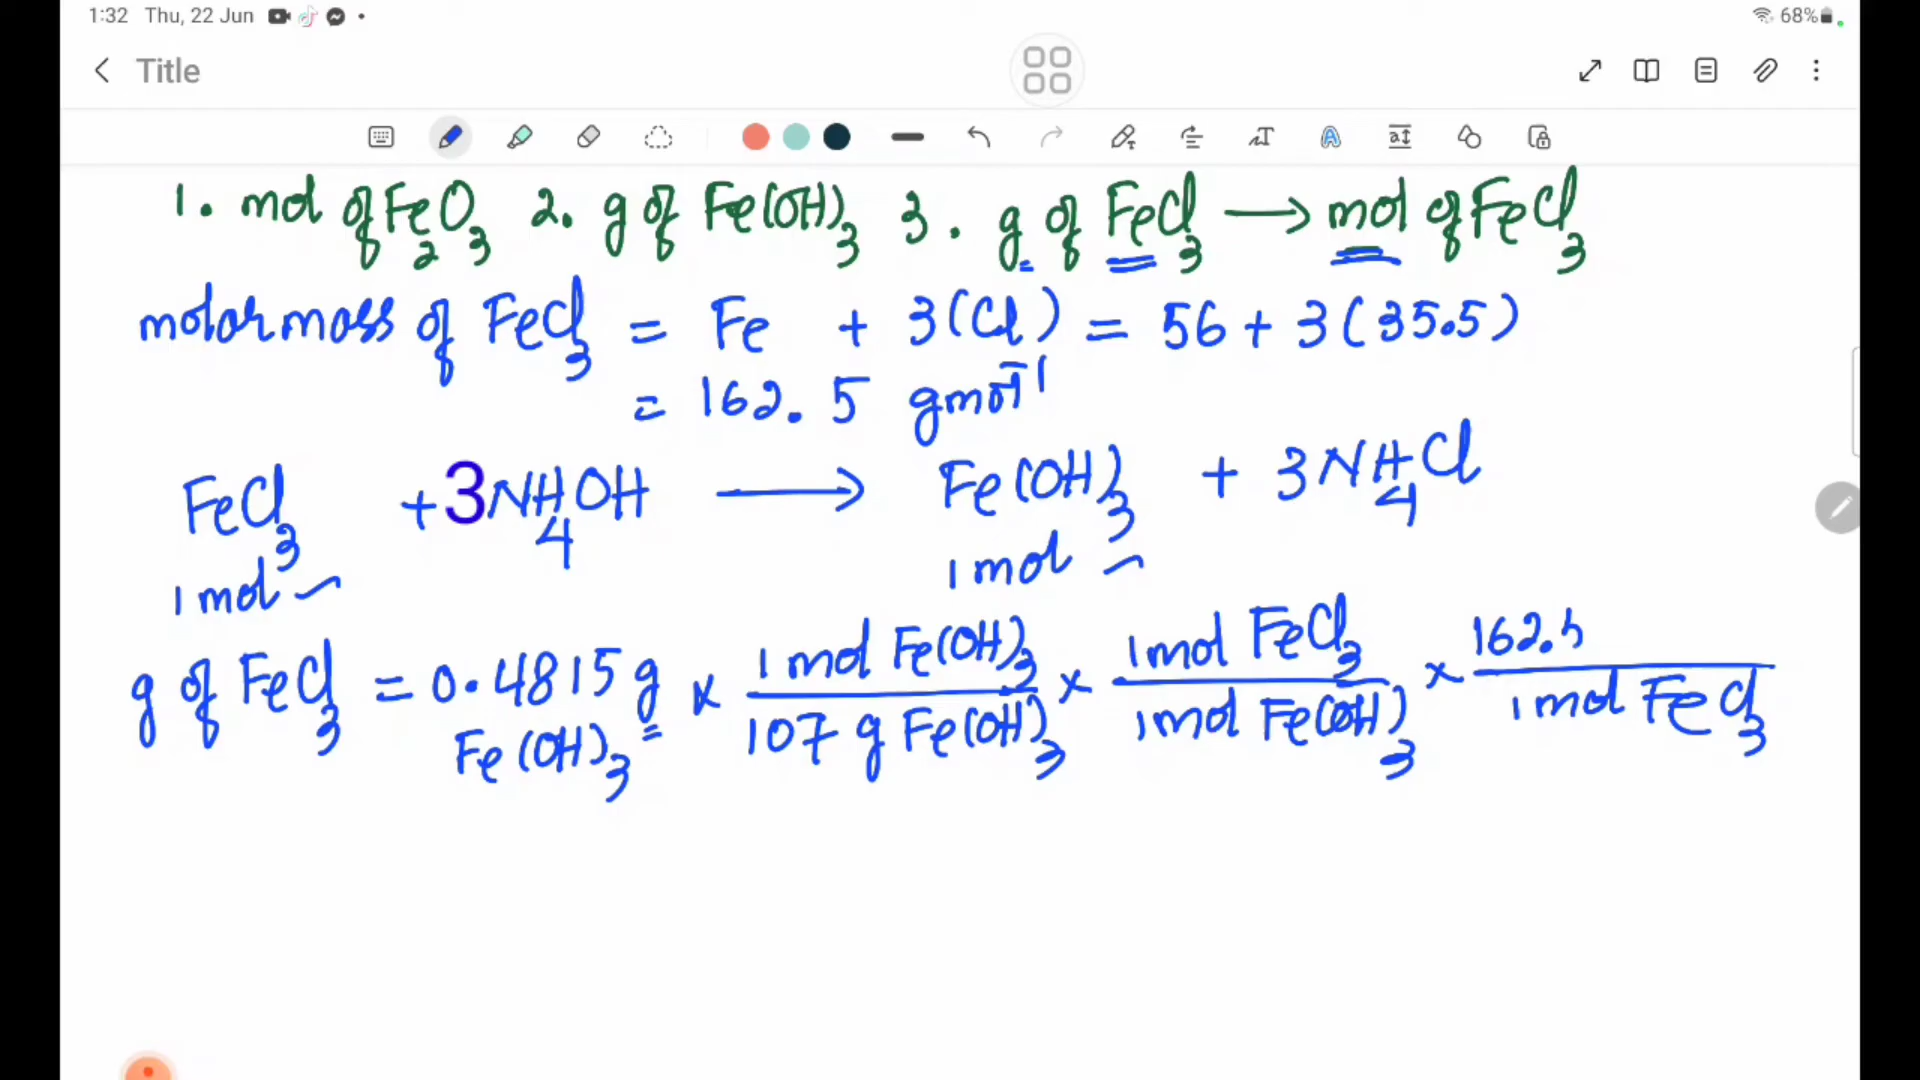 1:32 Thu, 22 Jun
68%
Title
1. mol of Fe2O3 2. g of Fe(OH)3 3. g of FeCl3 → mol of FeCl3
molar mass of FeCl3 = Fe + 3(Cl) = 56 + 3(35.5)
= 162.5 gmol-1
FeCl3 + 3NH4OH → Fe(OH)3 + 3NH4Cl
1 mol 1 mol
g of FeCl3 = 0.4815 g Fe(OH)3 × 1 mol Fe(OH)3 / 107 g Fe(OH)3 × 1 mol FeCl3 / 1 mol Fe(OH)3 × 162.5 / 1 mol FeCl3